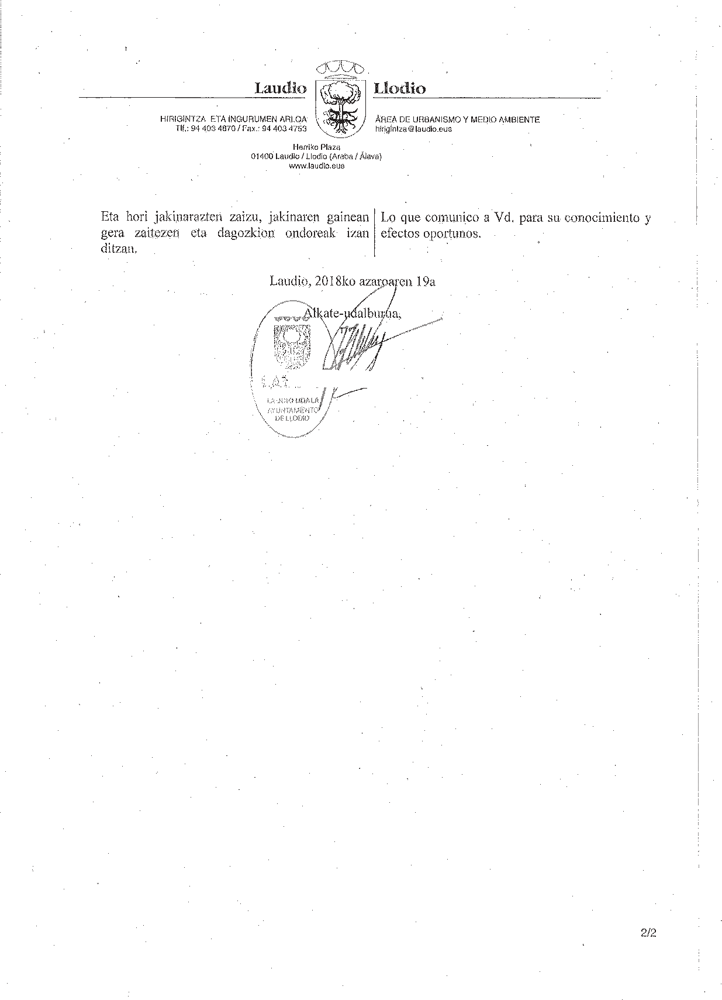 Laudio Llodio
HIRIGINTZA ETA INGURUMEN ARLOA
Tlf.: 94 403 4870 / Fax.: 94 403 4753
ÁREA DE URBANISMO Y MEDIO AMBIENTE
hirigintza@laudio.eus
Herriko Plaza
01400 Laudio / Llodio (Araba / Álava)
www.laudio.eus
Eta hori jakinarazten zaizu, jakinaren gainean
gera zaitezen eta dagozkion ondoreak izan
ditzan.
Lo que comunico a Vd. para su conocimiento y
efectos oportunos.
Laudio, 2018ko azaroaren 19a
Alkate-udalburua,
LAUDIO UDALA
AYUNTAMIENTO
DE LLODIO
2/2